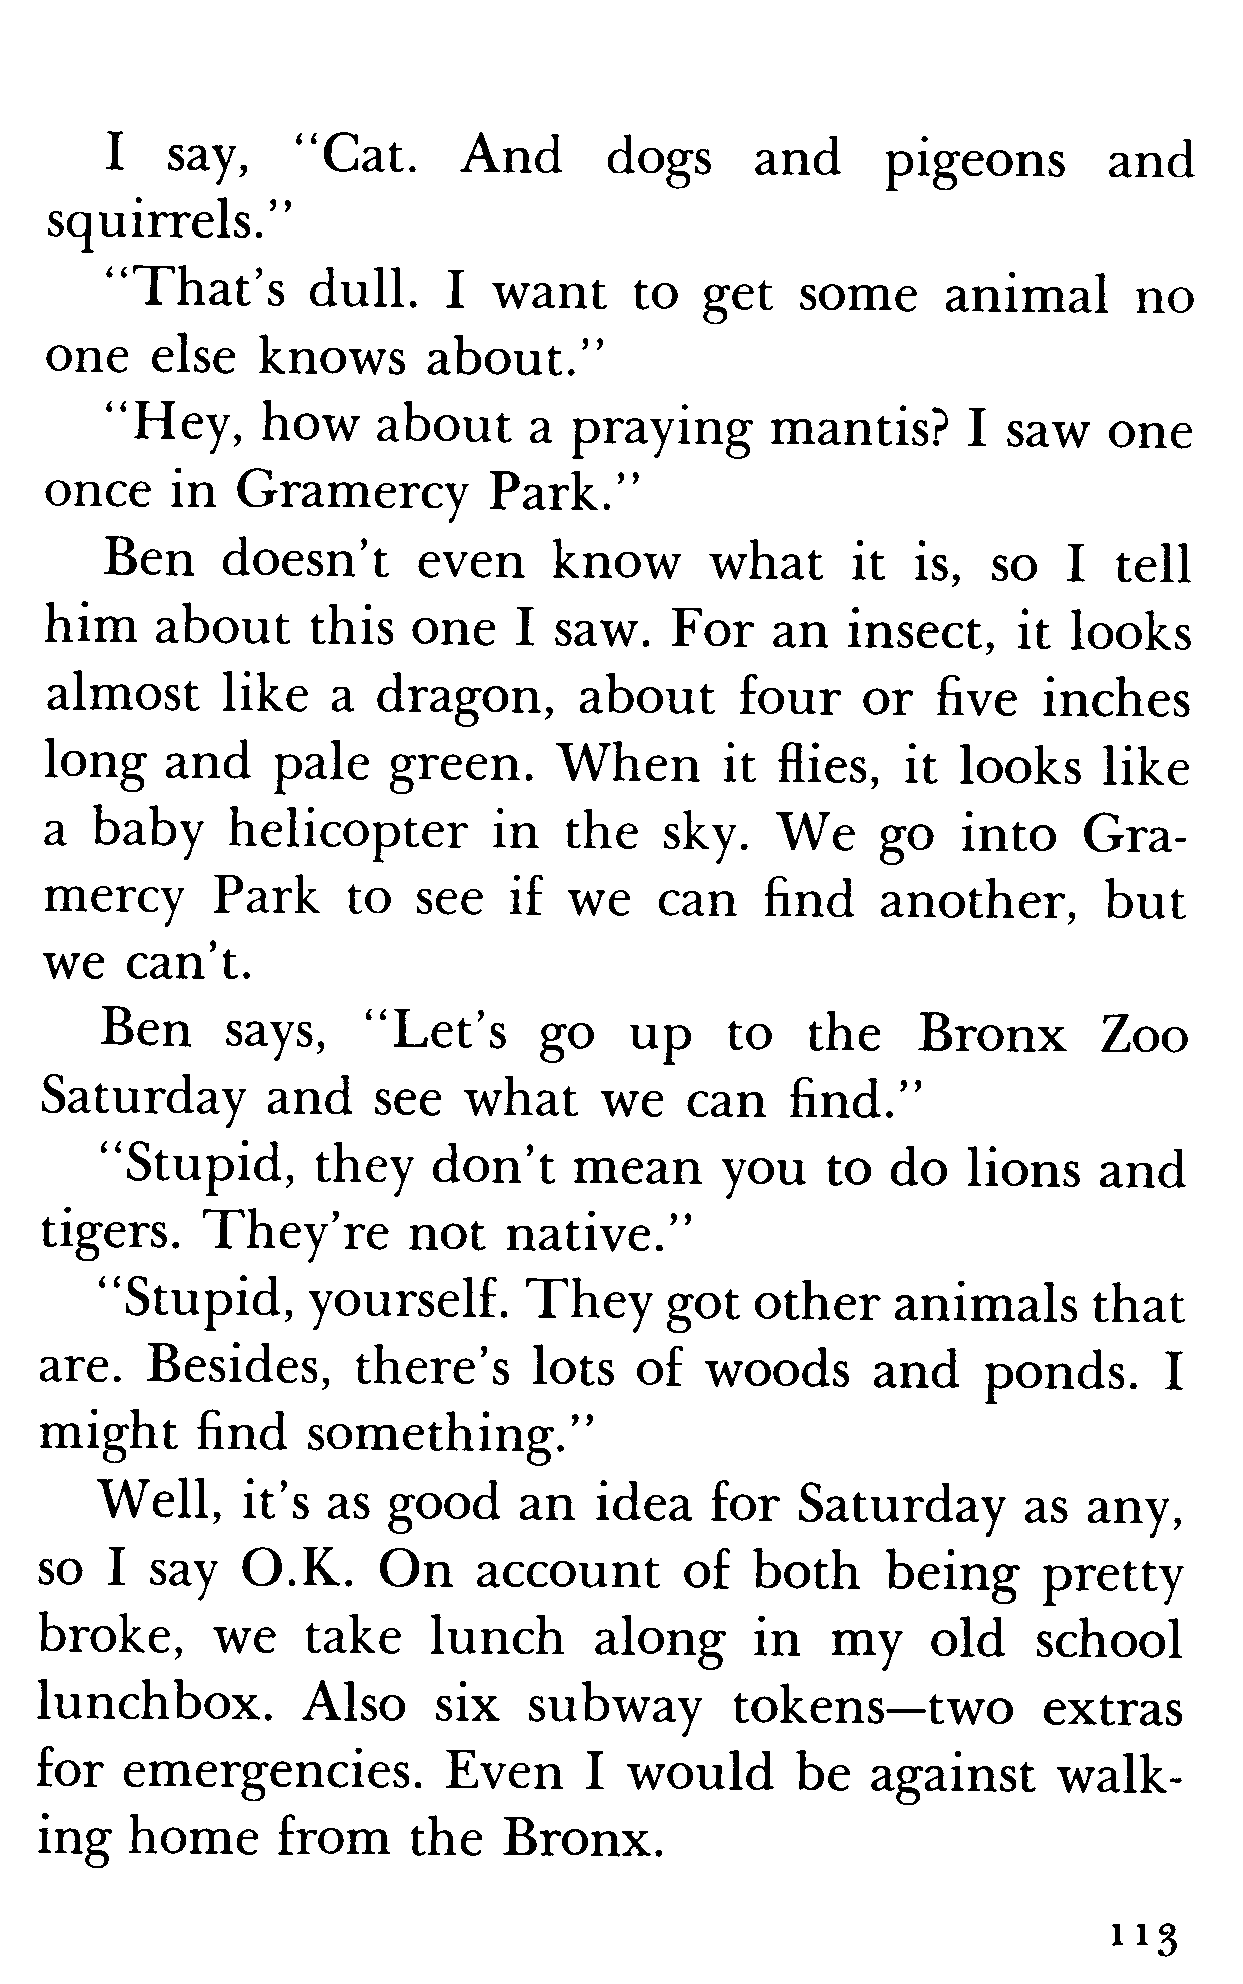 I say, “Cat. And dogs and pigeons and
squirrels.”
“That’s dull. I want to get some animal no
one else knows about.”
“Hey, how about a praying mantis? I saw one
once in Gramercy Park.”
Ben doesn’t even know what it is, so I tell
him about this one I saw. For an insect, it looks
almost like a dragon, about four or five inches
long and pale green. When it flies, it looks like
a baby helicopter in the sky. We go into Gra-
mercy Park to see if we can find another, but
we can’t.
Ben says, “Let’s go up to the Bronx Zoo
Saturday and see what we can find.”
“Stupid, they don’t mean you to do lions and
tigers. They’re not native.”
“Stupid, yourself. They got other animals that
are. Besides, there’s lots of woods and ponds. I
might find something.”
Well, it’s as good an idea for Saturday as any,
so I say O.K. On account of both being pretty
broke, we take lunch along in my old school
lunchbox. Also six subway tokens—two extras
for emergencies. Even I would be against walk-
ing home from the Bronx.
113